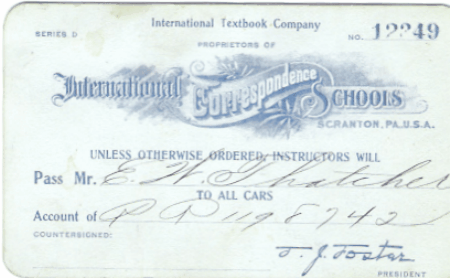 International Textbook Company
SERIES D
NO. 12249
PROPRIETORS OF
International Correspondence Schools
SCRANTON, PA., U.S.A.
UNLESS OTHERWISE ORDERED, INSTRUCTORS WILL
Pass Mr. E. W. Thatcher
TO ALL CARS
Account of
COUNTERSIGNED:
T. J. Foster
PRESIDENT